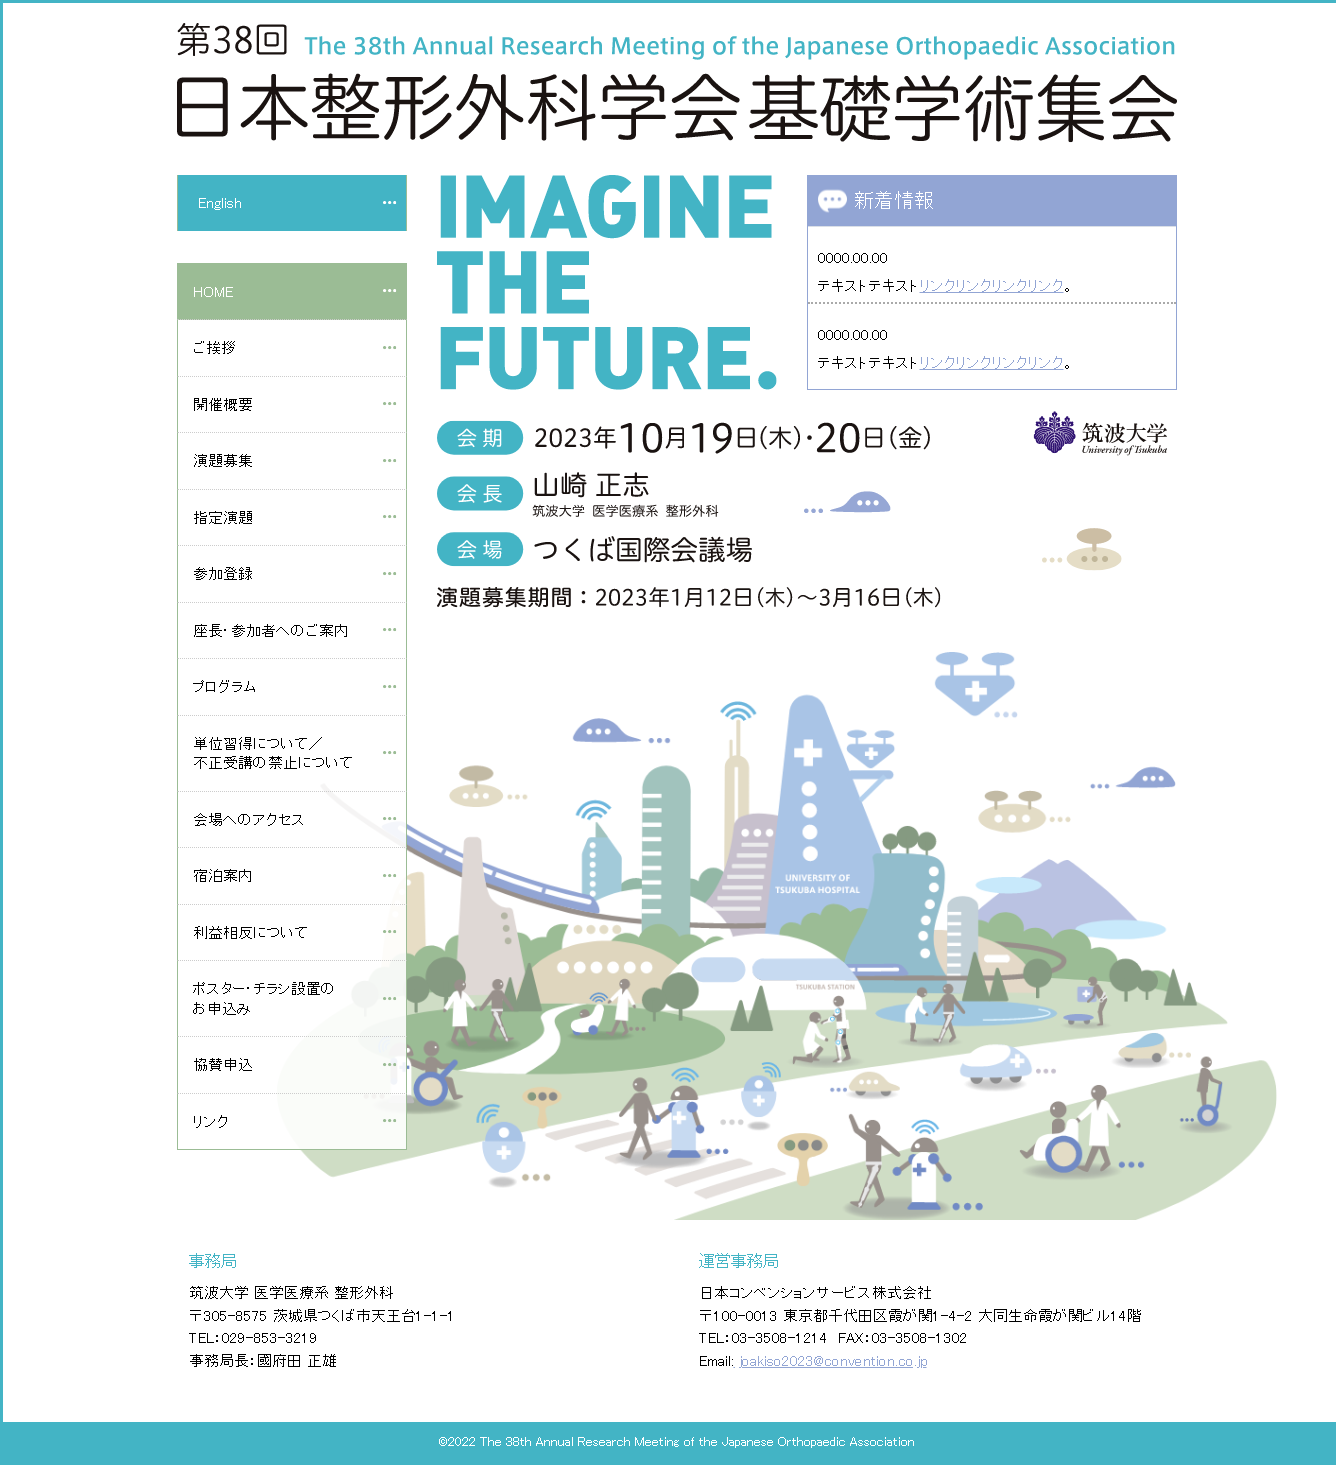 第38回 The 38th Annual Research Meeting of the Japanese Orthopaedic Association
日本整形外科学会基礎学術集会
English
HOME
ご挨拶
開催概要
演題募集
指定演題
参加登録
座長・参加者へのご案内
プログラム
単位習得について／
不正受講の禁止について
会場へのアクセス
宿泊案内
利益相反について
ポスター・チラシ設置の
お申込み
協賛申込
リンク
IMAGINE
THE
FUTURE.
新着情報
0000.00.00
テキストテキストリンクリンクリンクリンク。
0000.00.00
テキストテキストリンクリンクリンクリンク。
会期 2023年10月19日(木)・20日(金)
筑波大学
University of Tsukuba
会長 山崎 正志
筑波大学 医学医療系 整形外科
会場 つくば国際会議場
演題募集期間：2023年1月12日(木)～3月16日(木)
UNIVERSITY OF
TSUKUBA HOSPITAL
TSUKUBA STATION
事務局
筑波大学 医学医療系 整形外科
〒305-8575 茨城県つくば市天王台1-1-1
TEL：029-853-3219
事務局長：國府田 正雄
運営事務局
日本コンベンションサービス株式会社
〒100-0013 東京都千代田区霞が関1-4-2 大同生命霞が関ビル14階
TEL：03-3508-1214 FAX：03-3508-1302
Email: joakiso2023@convention.co.jp
©2022 The 38th Annual Research Meeting of the Japanese Orthopaedic Association